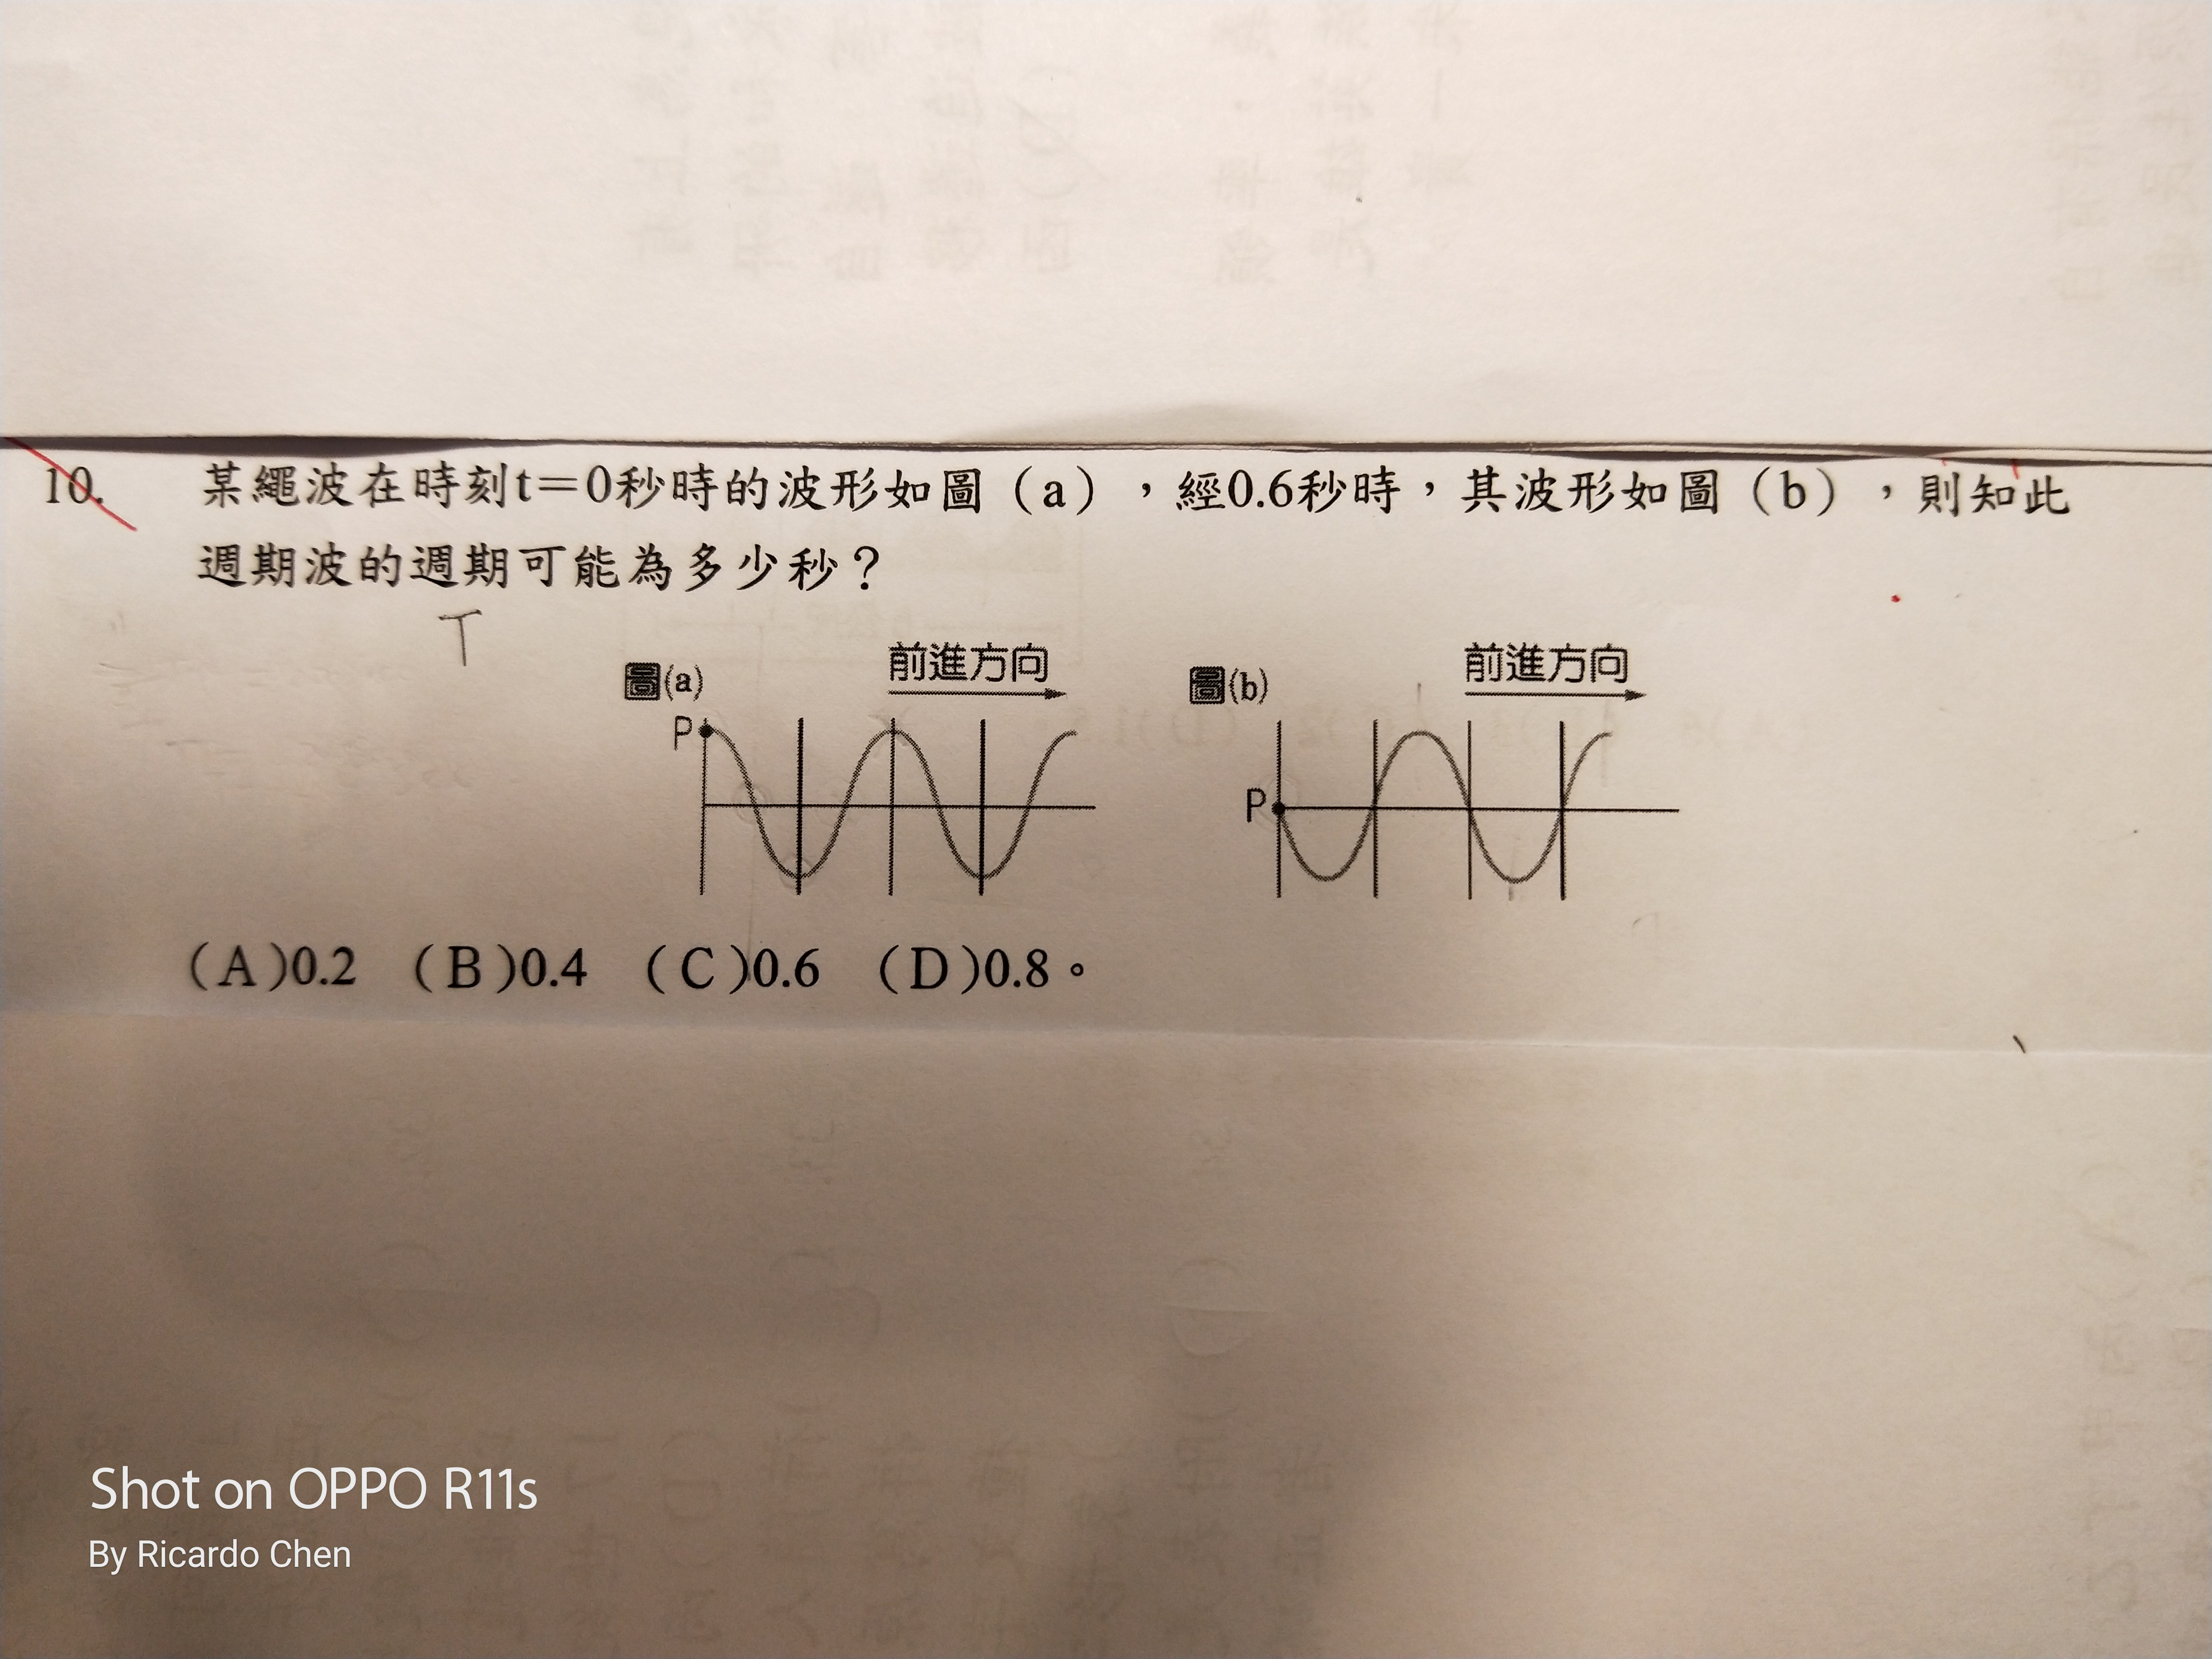 10. 某繩波在時刻t=0秒時的波形如圖（a），經0.6秒時，其波形如圖（b），則知此
週期波的週期可能為多少秒？
T
圖(a) 前進方向
P
圖(b) 前進方向
P
（A）0.2 （B）0.4 （C）0.6 （D）0.8。
Shot on OPPO R11s
By Ricardo Chen